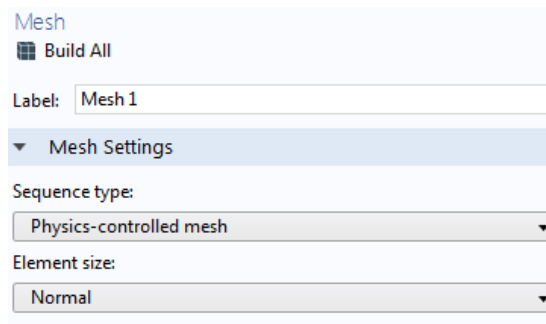 Mesh
Build All
Label: Mesh 1
Mesh Settings
Sequence type:
Physics-controlled mesh
Element size:
Normal